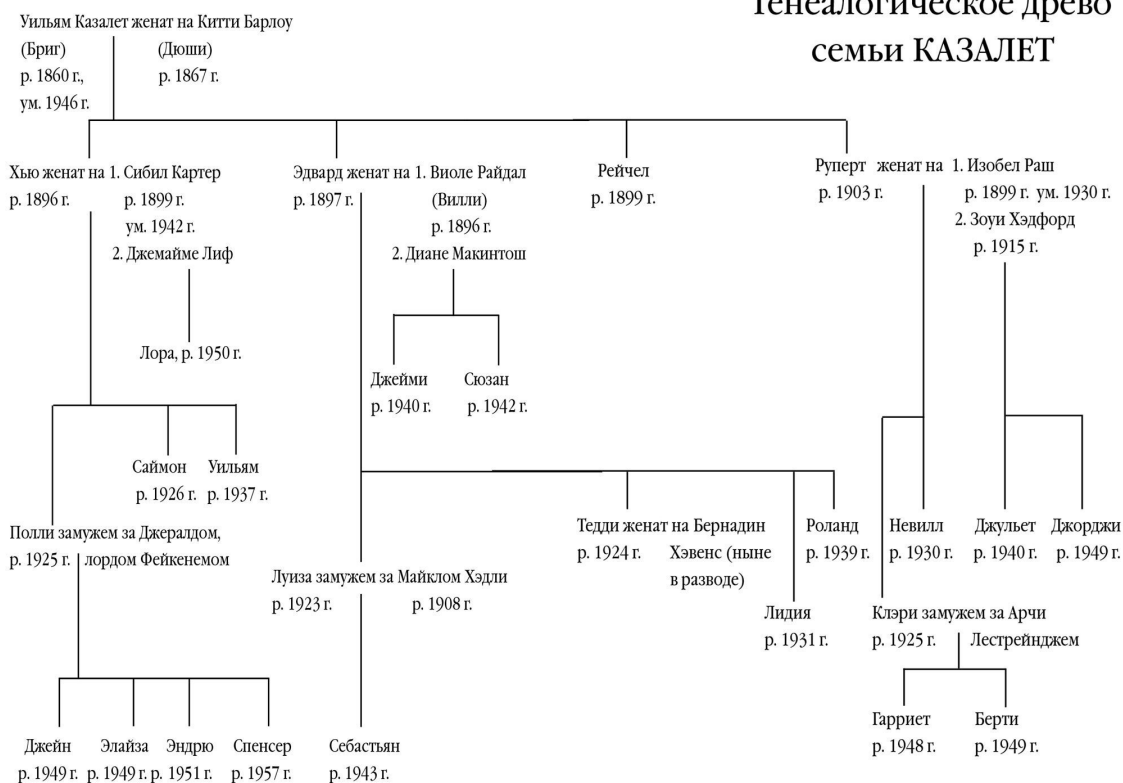 Генеалогическое древо
семьи КАЗАЛЕТ
Уильям Казалет женат на Китти Барлоу
(Бриг) (Дюши)
р. 1860 г., р. 1867 г.
ум. 1946 г.
Хью женат на 1. Сибил Картер
р. 1896 г. р. 1899 г.
ум. 1942 г.
2. Джемайме Лиф
Лора, р. 1950 г.
Эдвард женат на 1. Виоле Райдал
р. 1897 г. (Вилли)
р. 1896 г.
2. Диане Макинтош
Джейми Сюзан
р. 1940 г. р. 1942 г.
Рейчел
р. 1899 г.
Руперт женат на 1. Изобел Раш
р. 1903 г. р. 1899 г. ум. 1930 г.
2. Зоуи Хэдфорд
р. 1915 г.
Саймон Уильям
р. 1926 г. р. 1937 г.
Полли замужем за Джералдом,
р. 1925 г. лордом Фейкенемом
Луиза замужем за Майклом Хэдли
р. 1923 г. р. 1908 г.
Тедди женат на Бернадин
р. 1924 г. Хэвенс (ныне
в разводе)
Лидия
р. 1931 г.
Роланд
р. 1939 г.
Невилл
р. 1930 г.
Джульет Джорджи
р. 1940 г. р. 1949 г.
Клэри замужем за Арчи
р. 1925 г. Лестрейнджем
Джейн Элайза Эндрю Спенсер
р. 1949 г. р. 1949 г. р. 1951 г. р. 1957 г.
Себастьян
р. 1943 г.
Гарриет Берти
р. 1948 г. р. 1949 г.